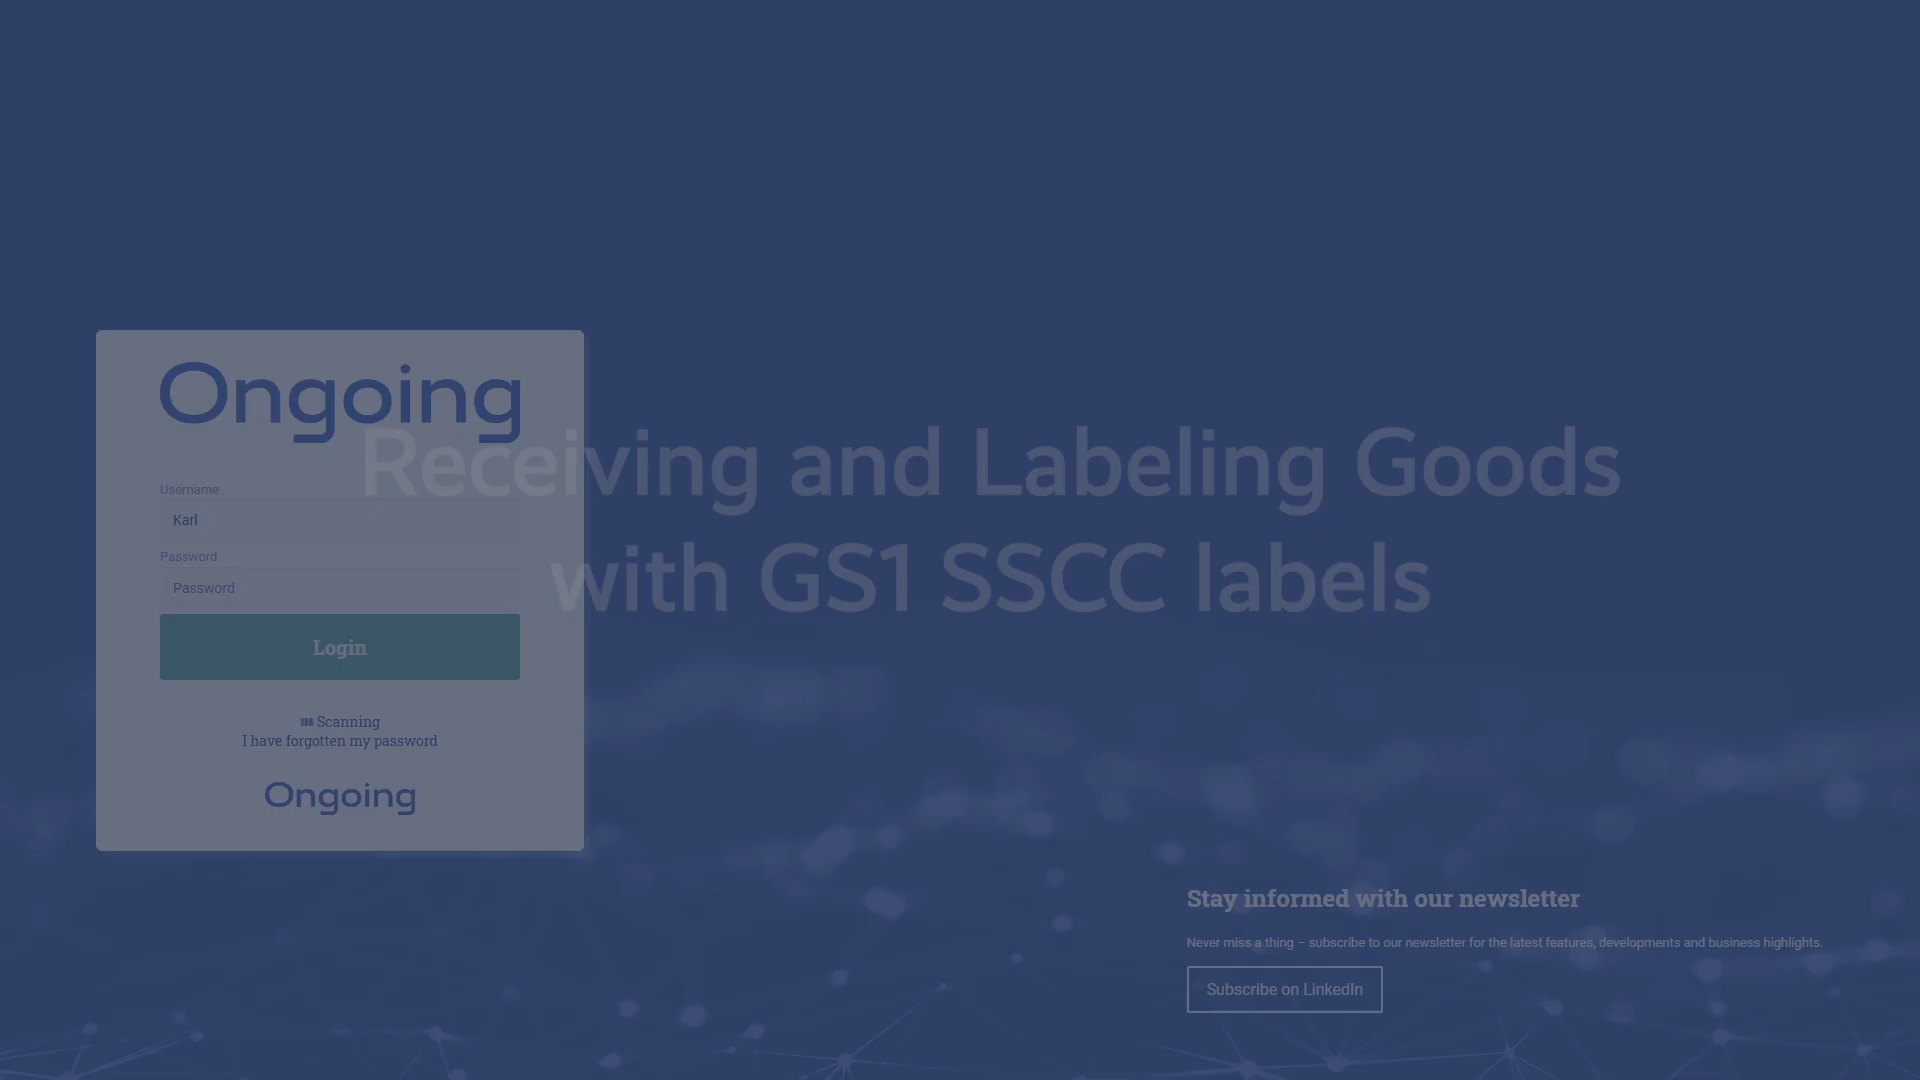 Ongoing
Receiving and Labeling Goods
with GS1 SSCC labels
Username
Karl
Password
Password
Login
Scanning
I have forgotten my password
Ongoing
Stay informed with our newsletter
Never miss a thing – subscribe to our newsletter for the latest features, developments and business highlights.
Subscribe on LinkedIn